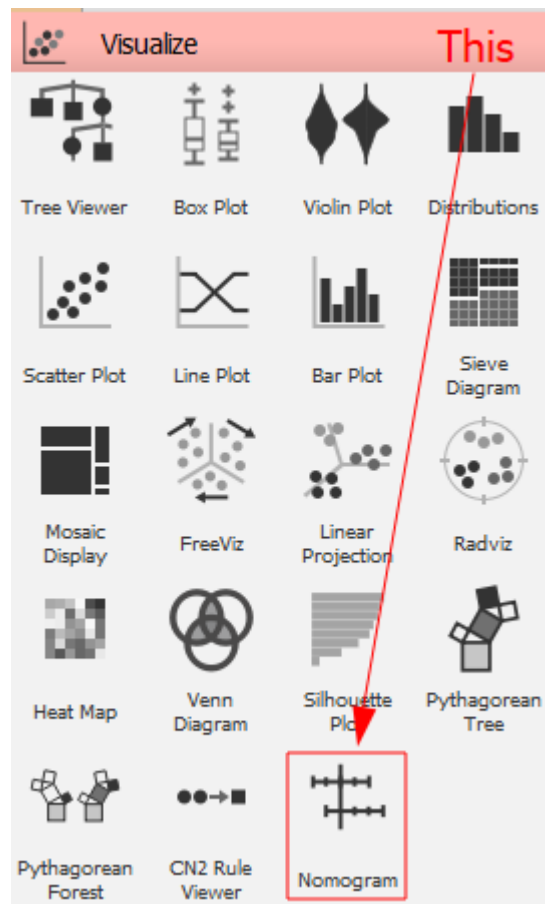 Visualize This
Tree Viewer Box Plot Violin Plot Distributions
Scatter Plot Line Plot Bar Plot Sieve
Diagram
Mosaic
Display FreeViz Linear
Projection Radviz
Heat Map Venn
Diagram Silhouette
Plot Pythagorean
Tree
Pythagorean
Forest CN2 Rule
Viewer Nomogram